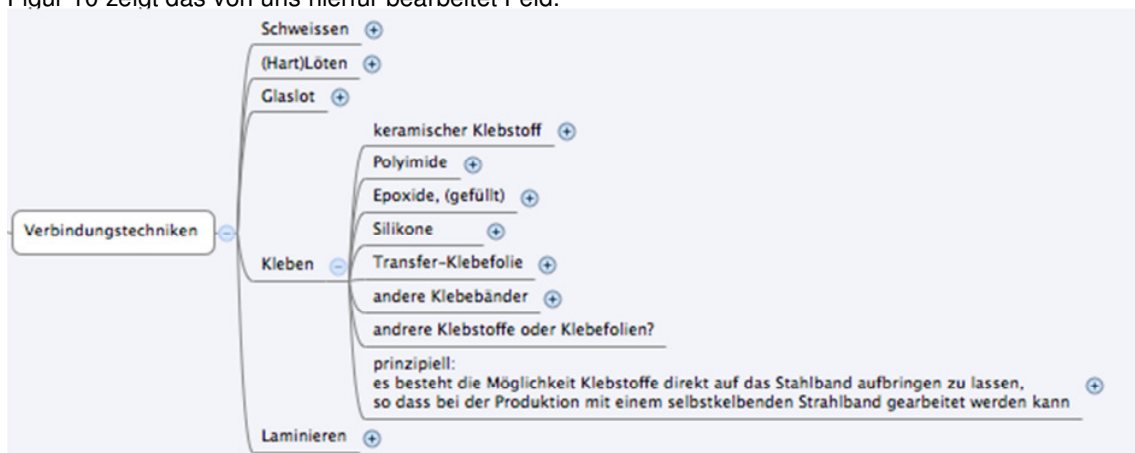 Figur 10 zeigt das von uns hierfür bearbeitet Feld.
Schweissen
(Hart)Löten
Glaslot
keramischer Klebstoff
Polyimide
Epoxide, (gefüllt)
Silikone
Verbindungstechniken
Kleben
Transfer-Klebefolie
andere Klebebänder
andrere Klebstoffe oder Klebefolien?
prinzipiell:
es besteht die Möglichkeit Klebstoffe direkt auf das Stahlband aufbringen zu lassen,
so dass bei der Produktion mit einem selbstkelbenden Strahlband gearbeitet werden kann
Laminieren